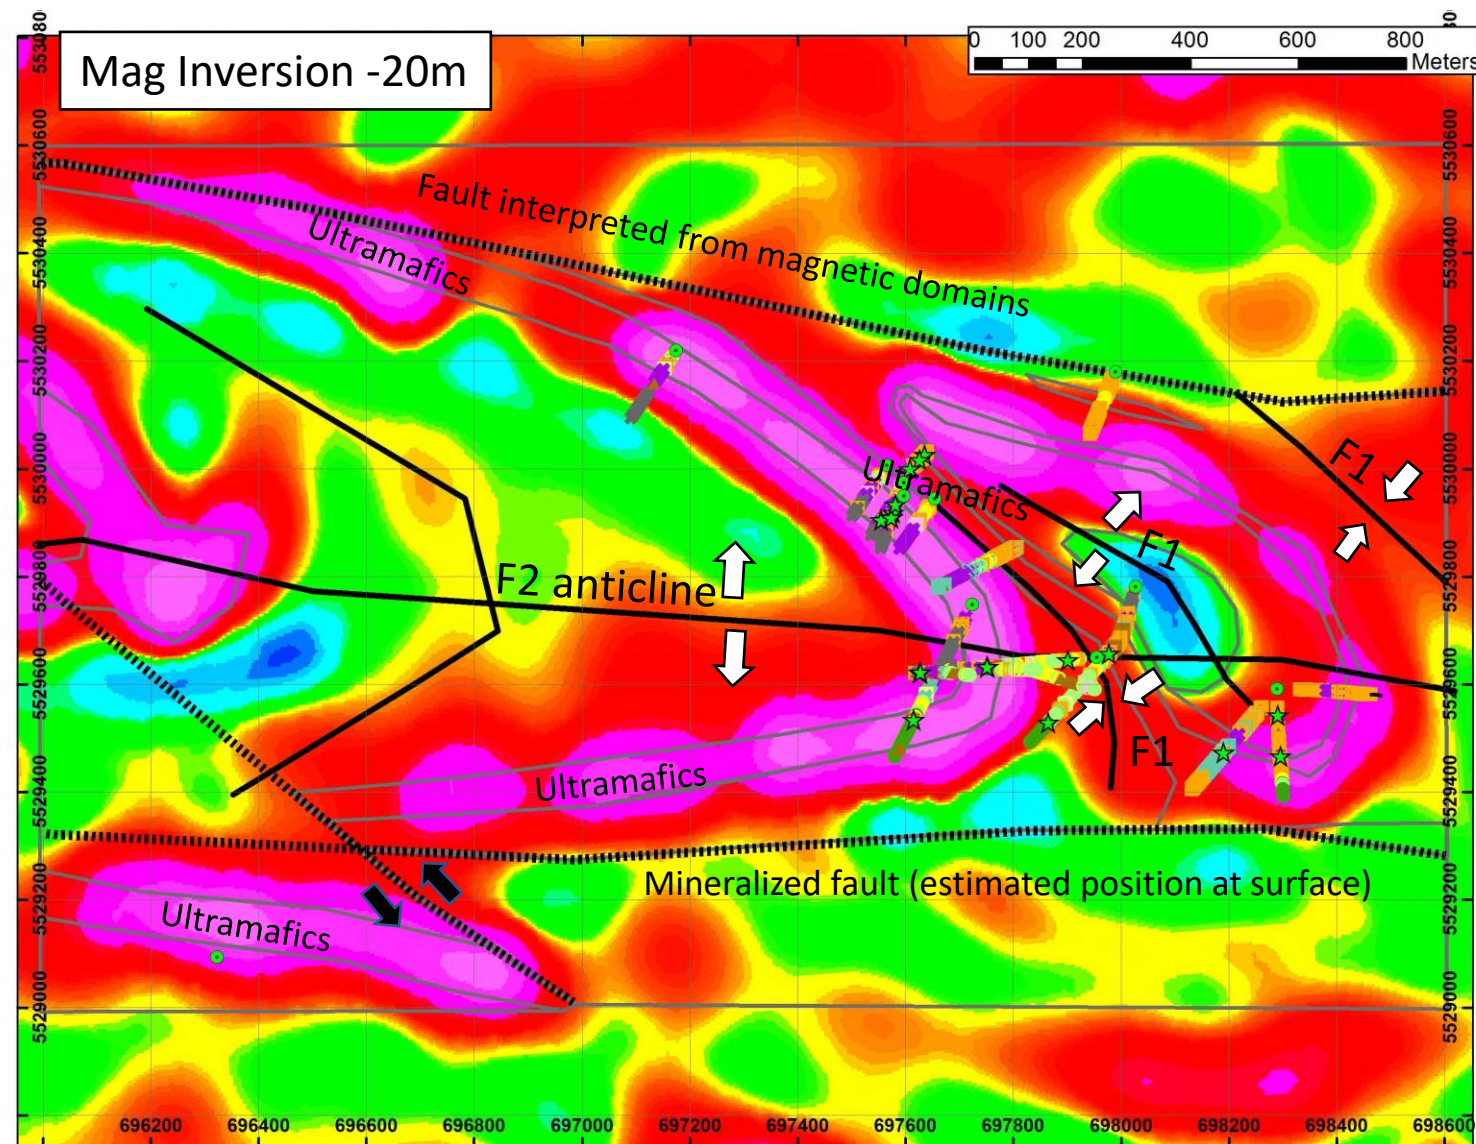 Mag Inversion -20m
0 100 200 400 600 800
Meters
Fault interpreted from magnetic domains
Ultramafics
Ultramafics
F1
F1
F2 anticline
F1
Ultramafics
Mineralized fault (estimated position at surface)
Ultramafics
553080
5530600
5530400
5530200
5530000
5529800
5529600
5529400
5529200
5529000
80
5530600
5530400
5530200
5530000
5529800
5529600
5529400
5529200
5529000
696200 696400 696600 696800 697000 697200 697400 697600 697800 698000 698200 698400 698600